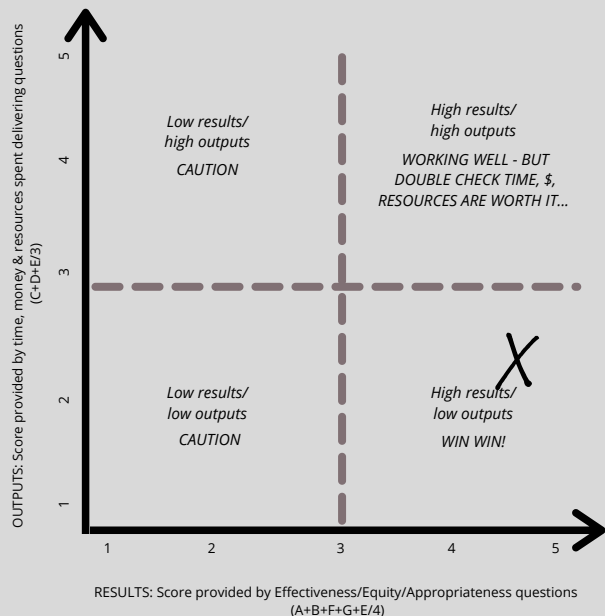 OUTPUTS: Score provided by time, money & resources spent delivering questions
(C+D+E/3)
5
4
3
2
1
Low results/
high outputs
CAUTION
High results/
high outputs
WORKING WELL - BUT
DOUBLE CHECK TIME, $,
RESOURCES ARE WORTH IT...
Low results/
low outputs
CAUTION
X
High results/
low outputs
WIN WIN!
1 2 3 4 5
RESULTS: Score provided by Effectiveness/Equity/Appropriateness questions
(A+B+F+G+E/4)